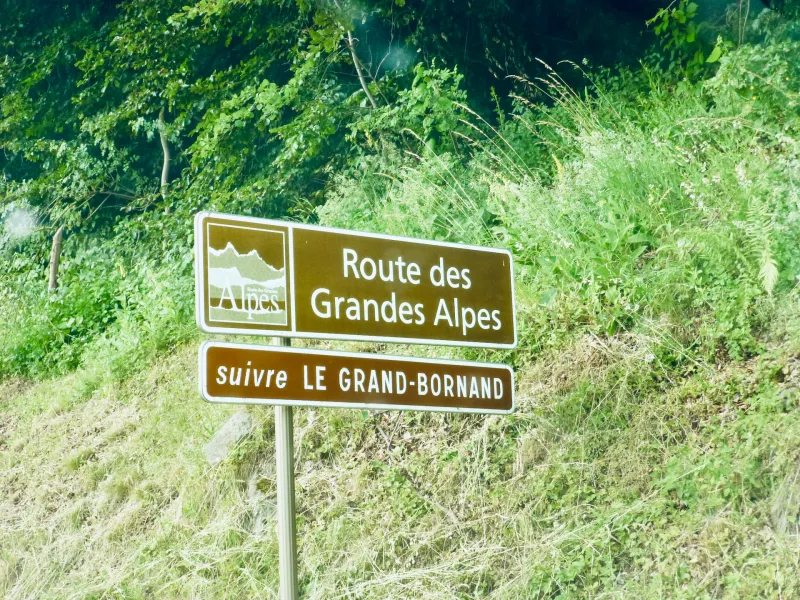 Route des
Grandes Alpes
Alpes
suivre LE GRAND-BORNAND